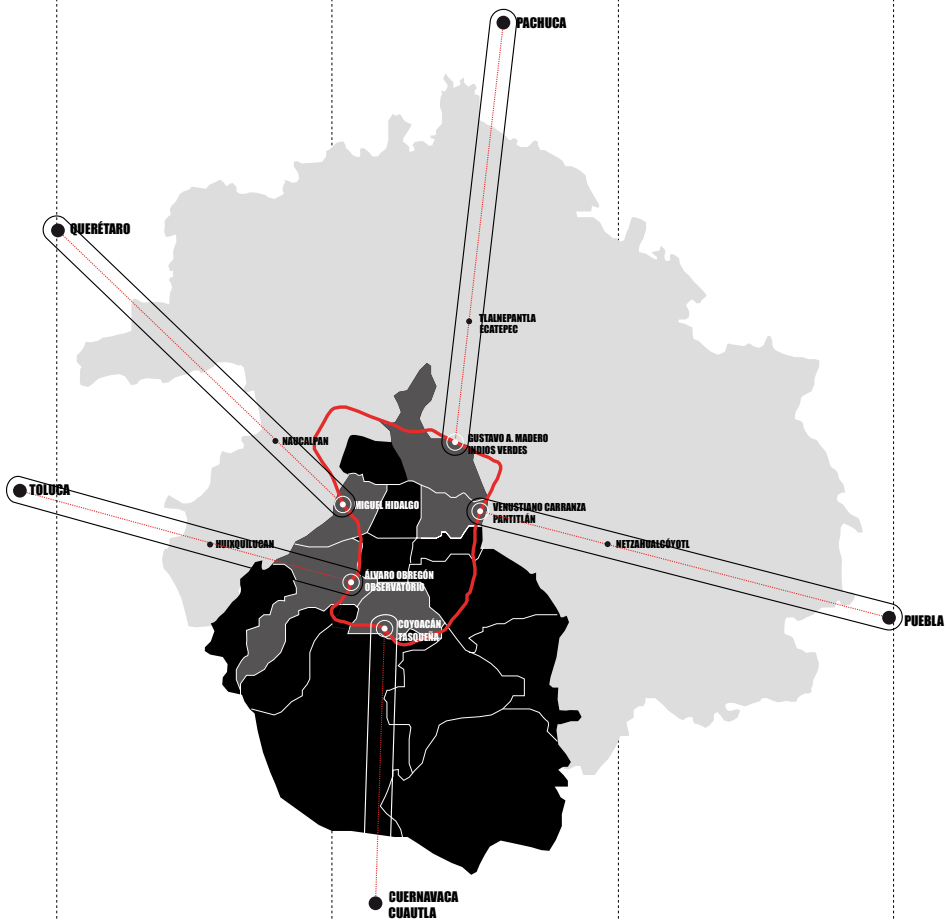 PACHUCA
QUERÉTARO
TLALNEPANTLA
ECATEPEC
NAUCALPAN
GUSTAVO A. MADERO
INDIOS VERDES
TOLUCA
MIGUEL HIDALGO
VENUSTIANO CARRANZA
PANTITLÁN
HUIXQUILUCAN
NETZAHUALCÓYOTL
ÁLVARO OBREGÓN
OBSERVATORIO
PUEBLA
COYOACÁN
TASQUEÑA
CUERNAVACA
CUAUTLA